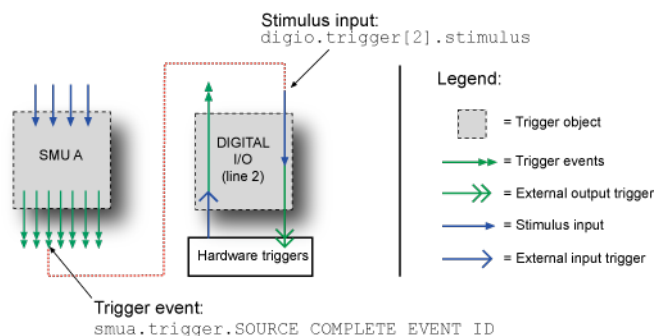 Stimulus input:
digio.trigger[2].stimulus
Legend:
= Trigger object
SMU A
DIGITAL
I/O
(line 2)
= Trigger events
= External output trigger
= Stimulus input
Hardware triggers
= External input trigger
Trigger event:
smua.trigger.SOURCE_COMPLETE_EVENT_ID